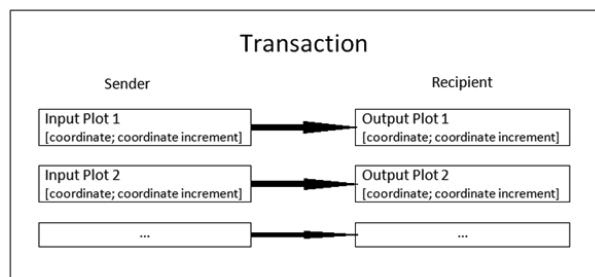 Transaction
Sender
Recipient
Input Plot 1
[coordinate; coordinate increment]
Output Plot 1
[coordinate; coordinate increment]
Input Plot 2
[coordinate; coordinate increment]
Output Plot 2
[coordinate; coordinate increment]
...
...